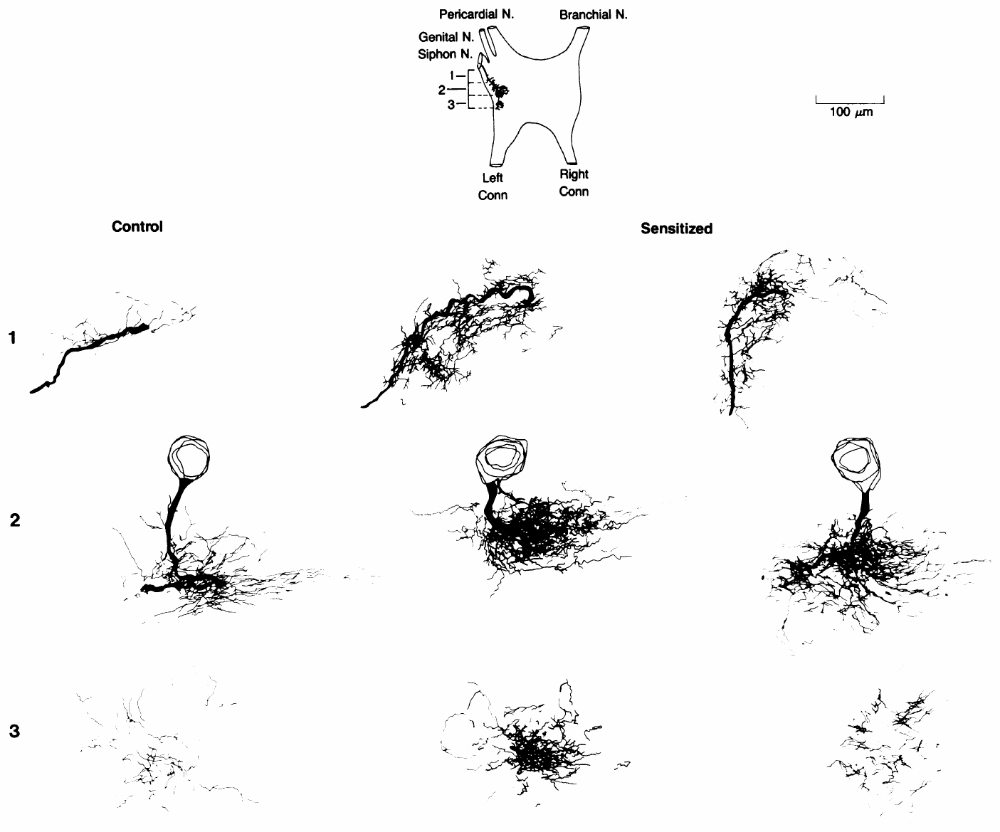 Pericardial N.
Branchial N.
Genital N.
Siphon N.
1
2
3
100 μm
Left
Conn
Right
Conn
Control
Sensitized
1
2
3